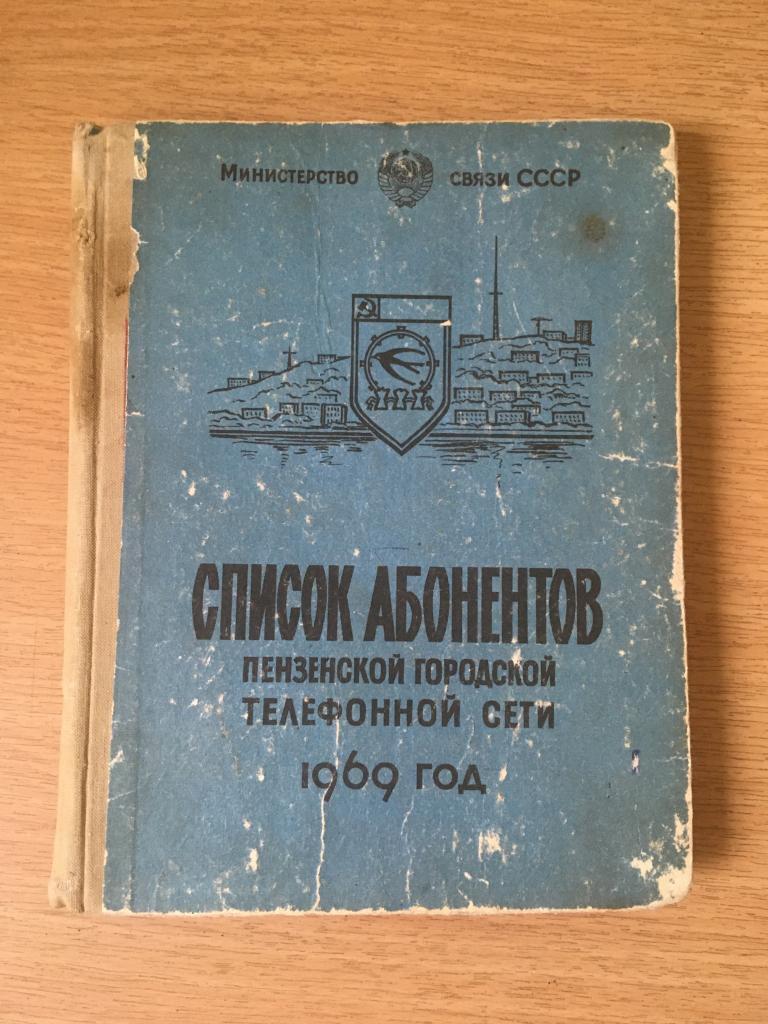 Министерство связи СССР
СПИСОК АБОНЕНТОВ
ПЕНЗЕНСКОЙ ГОРОДСКОЙ
ТЕЛЕФОННОЙ СЕТИ
1969 ГОД